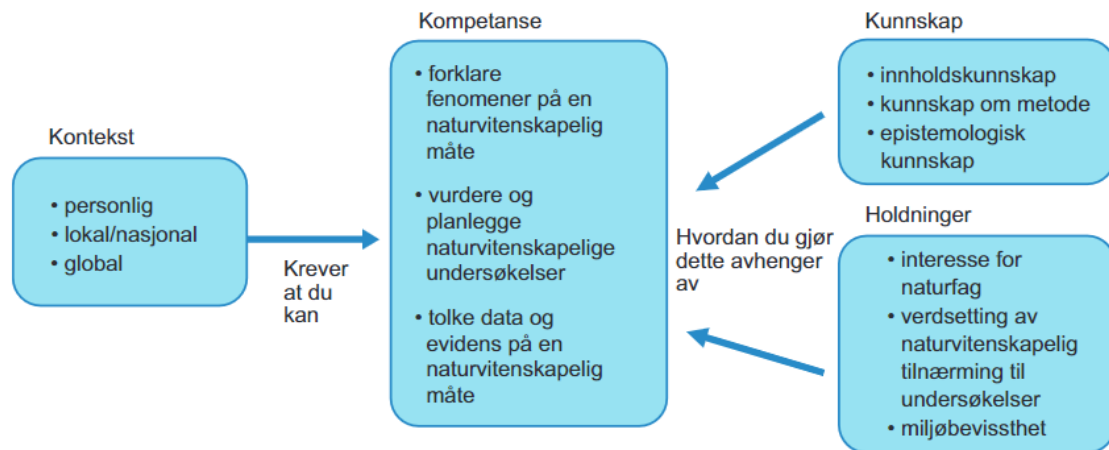 Kontekst
• personlig
• lokal/nasjonal
• global
Krever
at du
kan
Kompetanse
• forklare
fenomener på en
naturvitenskapelig
måte
• vurdere og
planlegge
naturvitenskapelige
undersøkelser
• tolke data og
evidens på en
naturvitenskapelig
måte
Hvordan du gjør
dette avhenger
av
Kunnskap
• innholdskunnskap
• kunnskap om metode
• epistemologisk
kunnskap
Holdninger
• interesse for
naturfag
• verdsetting av
naturvitenskapelig
tilnærming til
undersøkelser
• miljøbevissthet